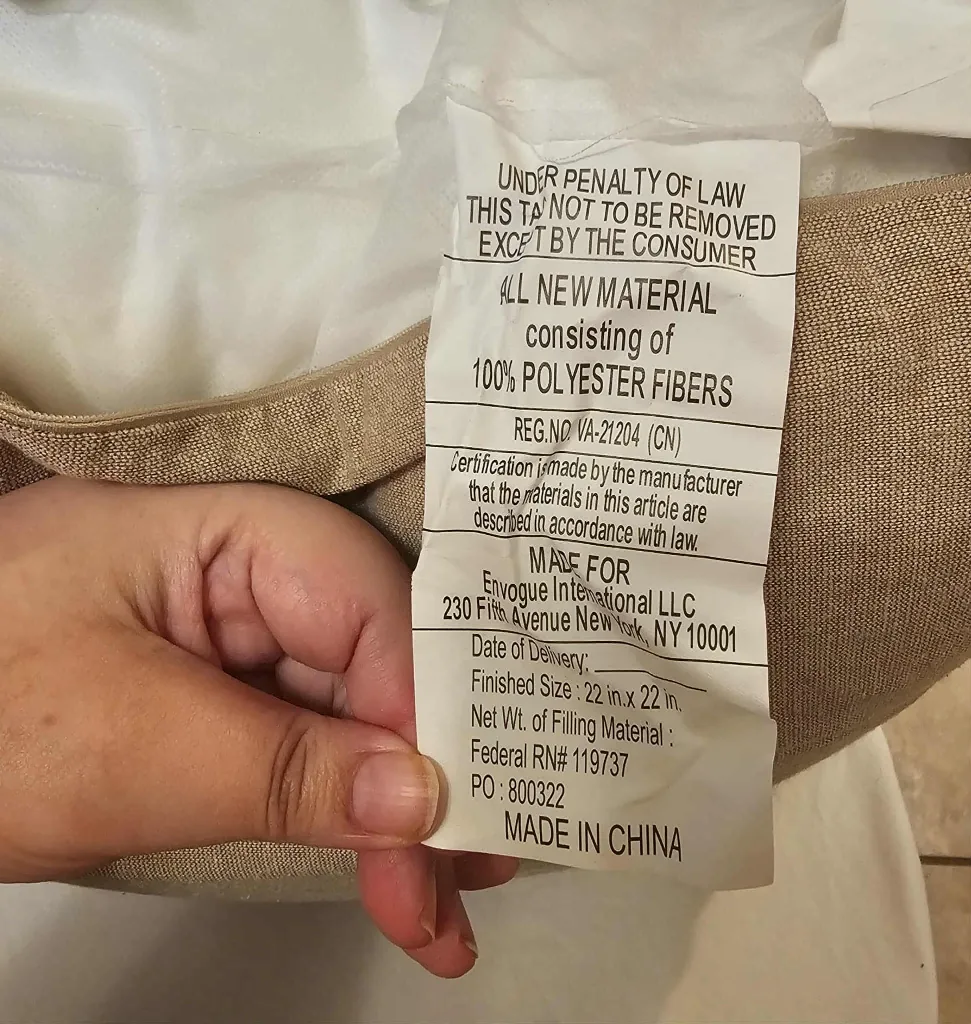 UNDER PENALTY OF LAW
THIS TA NOT TO BE REMOVED
EXCEPT BY THE CONSUMER
ALL NEW MATERIAL
consisting of
100% POLYESTER FIBERS
REG.NO. VA-21204 (CN)
Certification is made by the manufacturer
that the materials in this article are
described in accordance with law.
MADE FOR
Envogue International LLC
230 Fifth Avenue New York, NY 10001
Date of Delivery:
Finished Size : 22 in.x 22 in.
Net Wt. of Filling Material :
Federal RN# 119737
PO : 800322
MADE IN CHINA